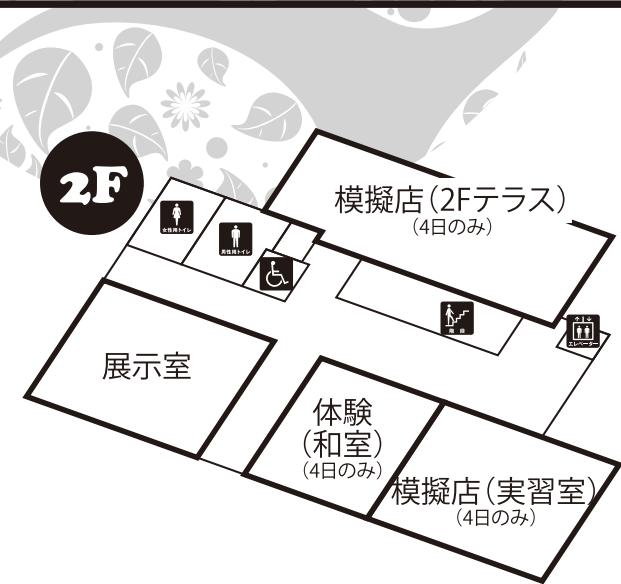 2F
模擬店(2Fテラス)
(4日のみ)
女性用トイレ
男性用トイレ
階 段
エレベーター
展示室
体験
(和室)
(4日のみ)
模擬店(実習室)
(4日のみ)